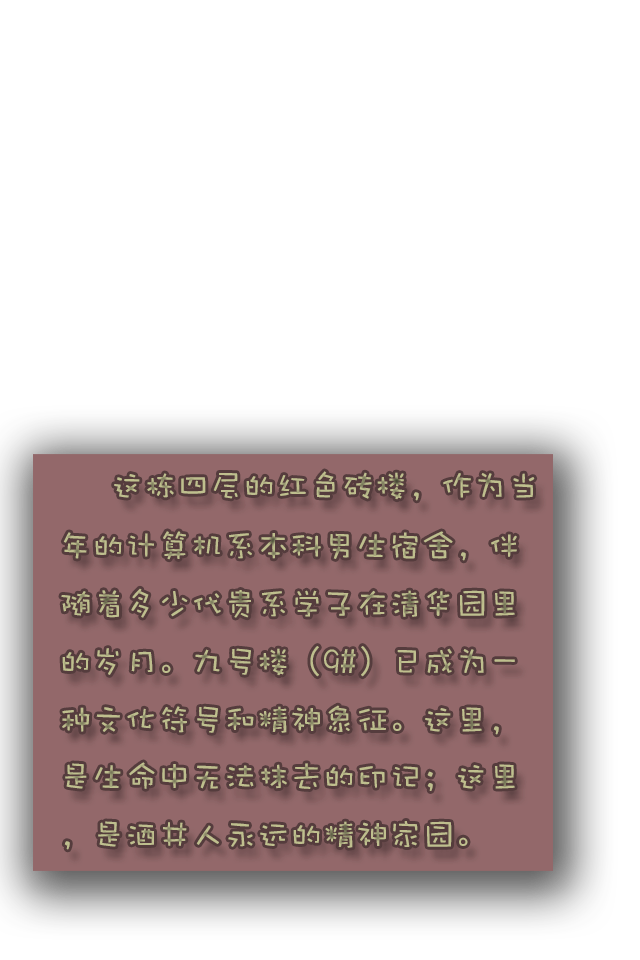 这栋四层的红色砖楼，作为当
年的计算机系本科男生宿舍，伴
随着多少代贵系学子在清华园里
的岁月。九号楼（9#）已成为一
种文化符号和精神象征。这里，
是生命中无法抹去的印记；这里
，是酒井人永远的精神家园。